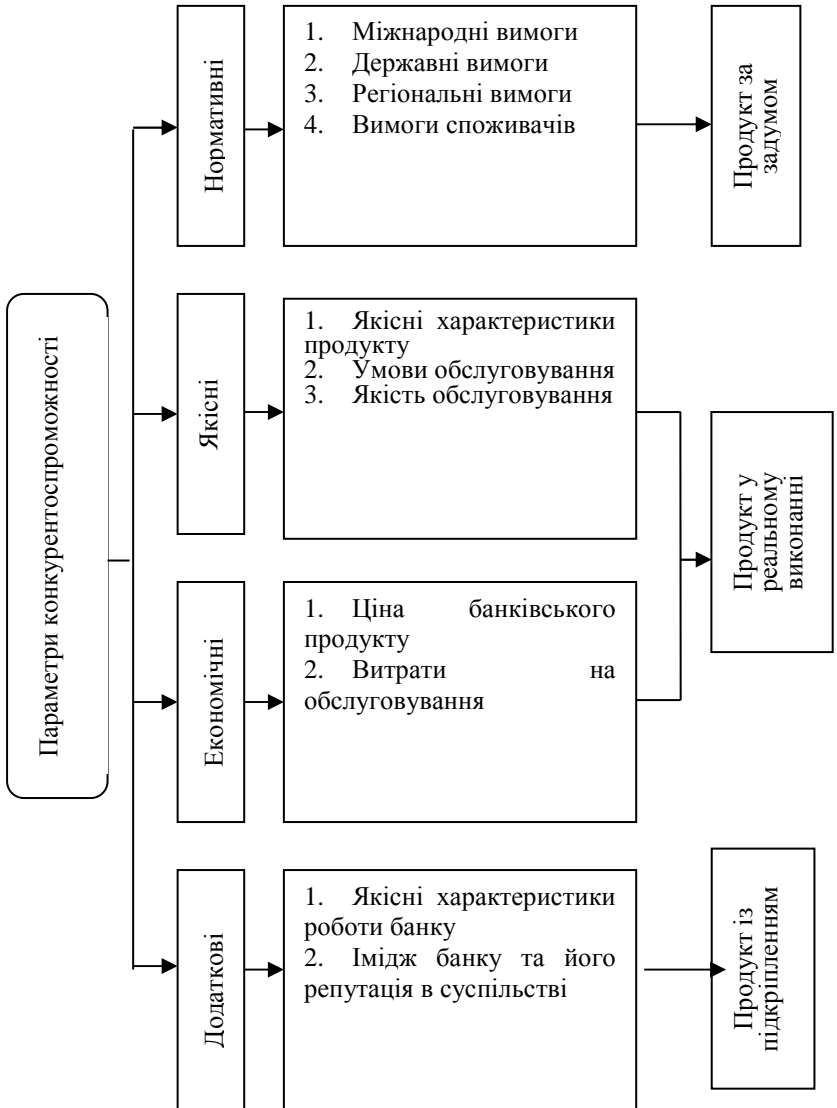 Параметри конкурентоспроможності
Нормативні
1. Міжнародні вимоги
2. Державні вимоги
3. Регіональні вимоги
4. Вимоги споживачів
Продукт за
задумом
Якісні
1. Якісні характеристики
продукту
2. Умови обслуговування
3. Якість обслуговування
Економічні
1. Ціна банківського
продукту
2. Витрати на
обслуговування
Продукт у
реальному
виконанні
Додаткові
1. Якісні характеристики
роботи банку
2. Імідж банку та його
репутація в суспільстві
Продукт із
підкріпленням